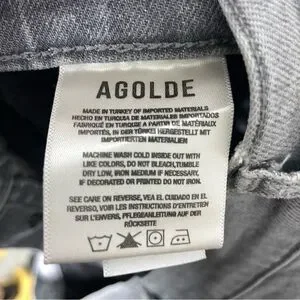 AGOLDE
MADE IN TURKEY OF IMPORTED MATERIALS
HECHO EN TURQUIA DE MATERIALES IMPORTADOS
FABRIQUÉ EN TURQUIE A PARTIR DE MATÉRIAUX
IMPORTÉS, IN DER TÜRKEI HERGESTELLT MIT
IMPORTIERTEN MATERIALIEN
MACHINE WASH COLD INSIDE OUT WITH
LIKE COLORS, DO NOT BLEACH, TUMBLE
DRY LOW, IRON MEDIUM IF NECESSARY.
IF DECORATED OR PRINTED DO NOT IRON.
SEE CARE ON REVERSE, VEA EL CUIDADO EN EL
REVERSO, VOIR LES INSTRUCTIONS D'ENTRETIEN
SUR L'ENVERS, PFLEGEANLEITUNG AUF DER
RÜCKSEITE